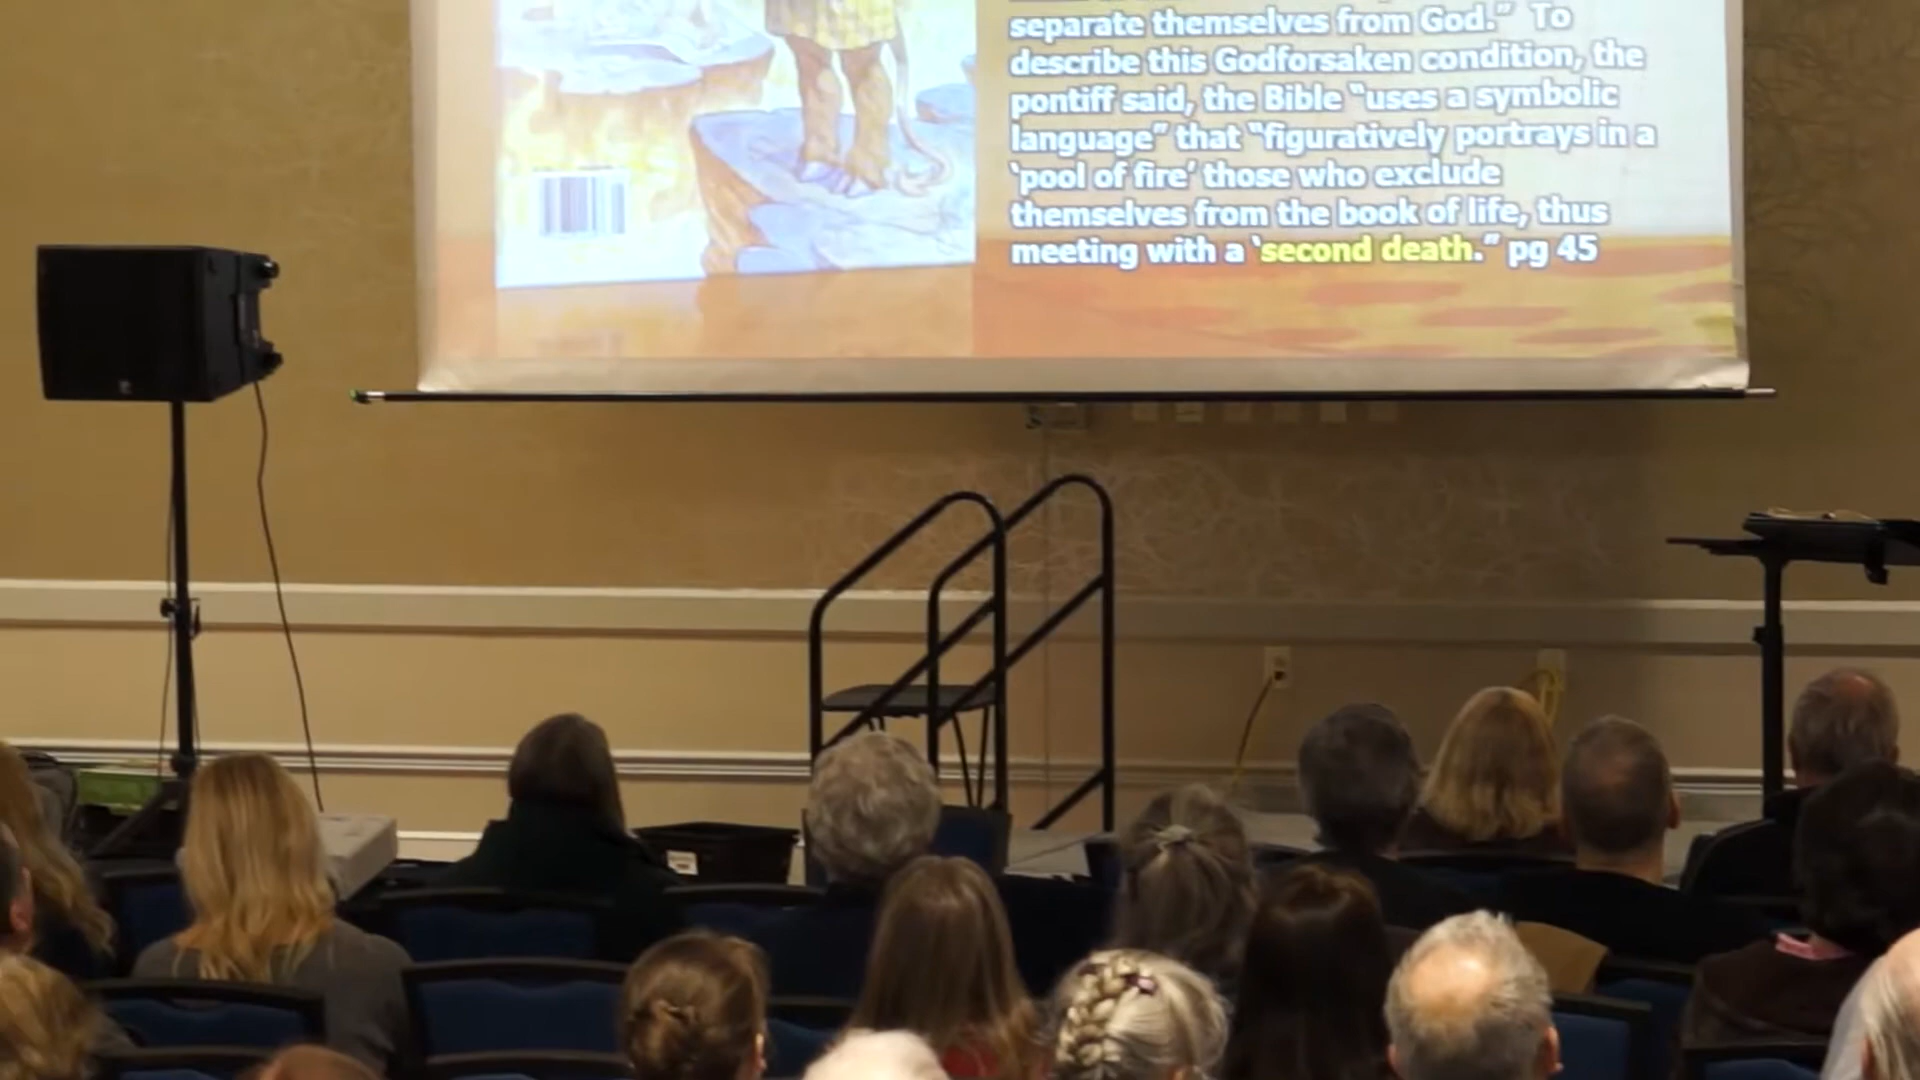 separate themselves from God.” To
describe this Godforsaken condition, the
pontiff said, the Bible “uses a symbolic
language” that “figuratively portrays in a
‘pool of fire’ those who exclude
themselves from the book of life, thus
meeting with a ‘second death.” pg 45